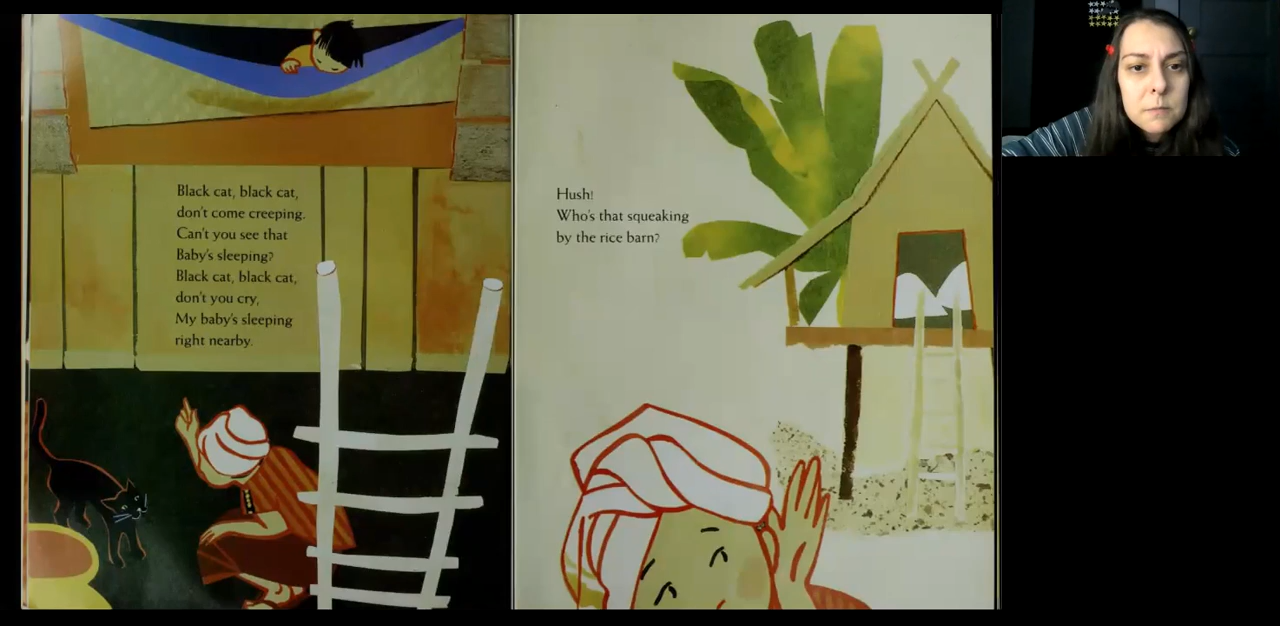 Black cat, black cat,
don't come creeping.
Can't you see that
Baby's sleeping?
Black cat, black cat,
don't you cry,
My baby's sleeping
right nearby.
Hush!
Who's that squeaking
by the rice barn?